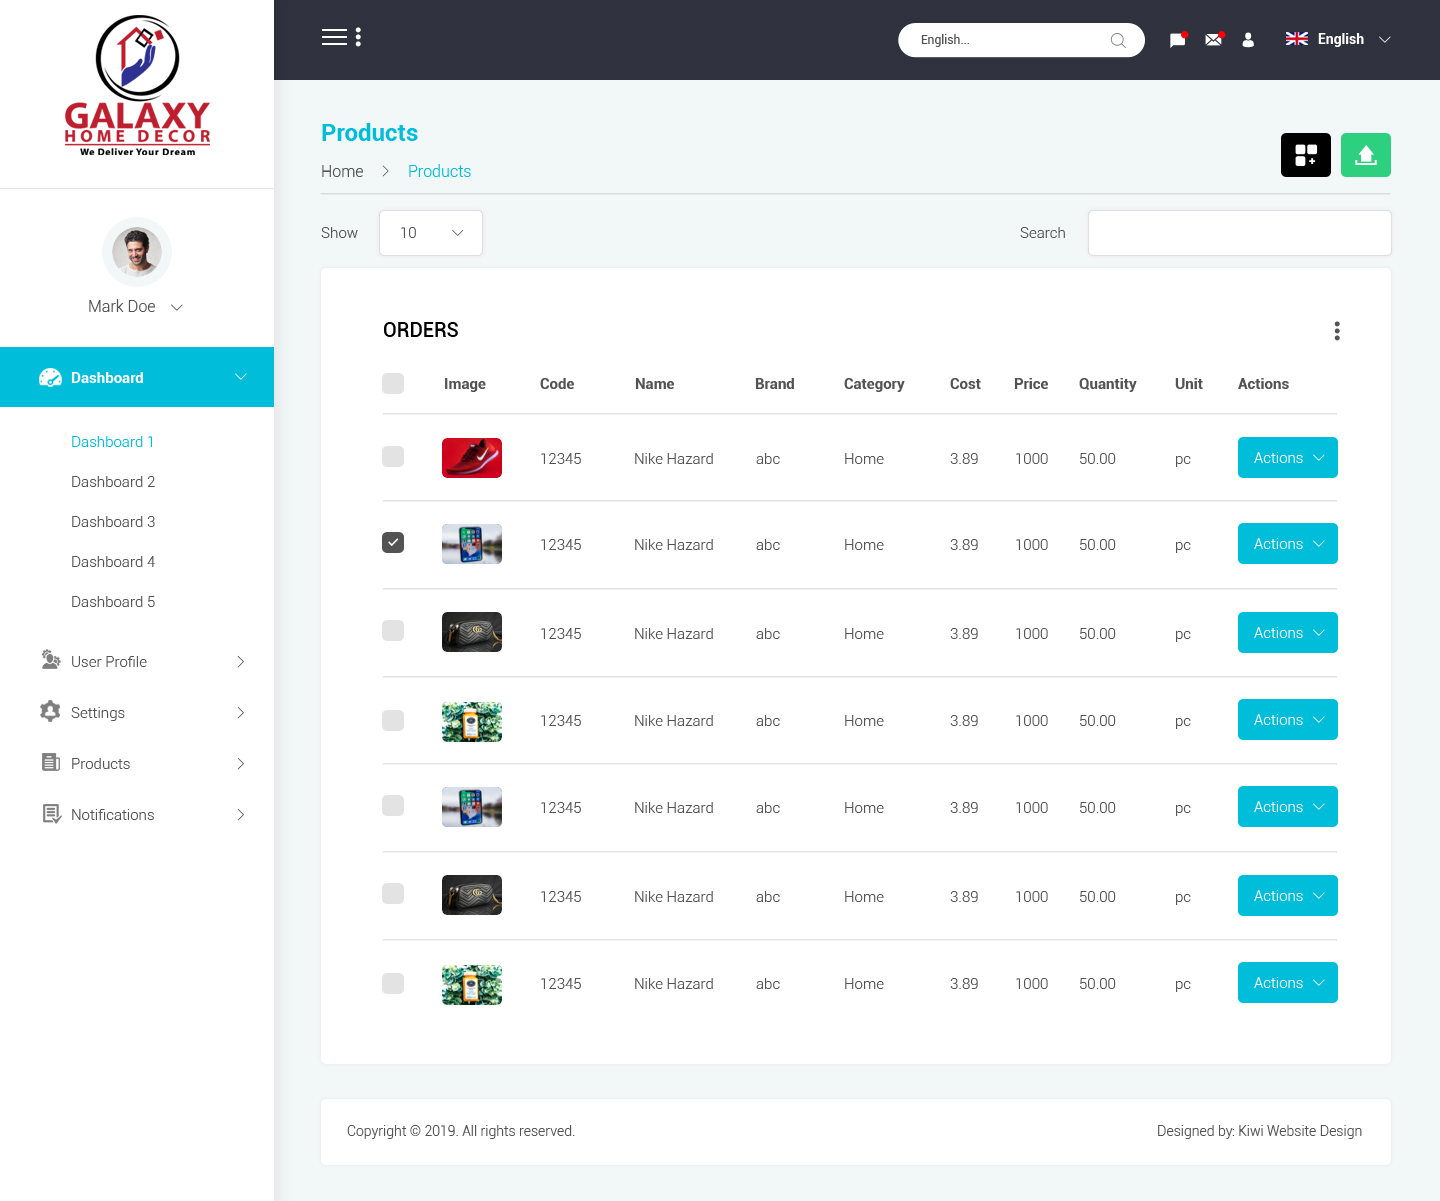 GALAXY
HOME DECOR
We Deliver Your Dream
Mark Doe
Dashboard
Dashboard 1
Dashboard 2
Dashboard 3
Dashboard 4
Dashboard 5
User Profile
Settings
Products
Notifications
English...
English
Products
Home Products
Show 10 Search
ORDERS
Image Code Name Brand Category Cost Price Quantity Unit Actions
12345 Nike Hazard abc Home 3.89 1000 50.00 pc Actions
12345 Nike Hazard abc Home 3.89 1000 50.00 pc Actions
12345 Nike Hazard abc Home 3.89 1000 50.00 pc Actions
12345 Nike Hazard abc Home 3.89 1000 50.00 pc Actions
12345 Nike Hazard abc Home 3.89 1000 50.00 pc Actions
12345 Nike Hazard abc Home 3.89 1000 50.00 pc Actions
12345 Nike Hazard abc Home 3.89 1000 50.00 pc Actions
Copyright © 2019. All rights reserved. Designed by: Kiwi Website Design